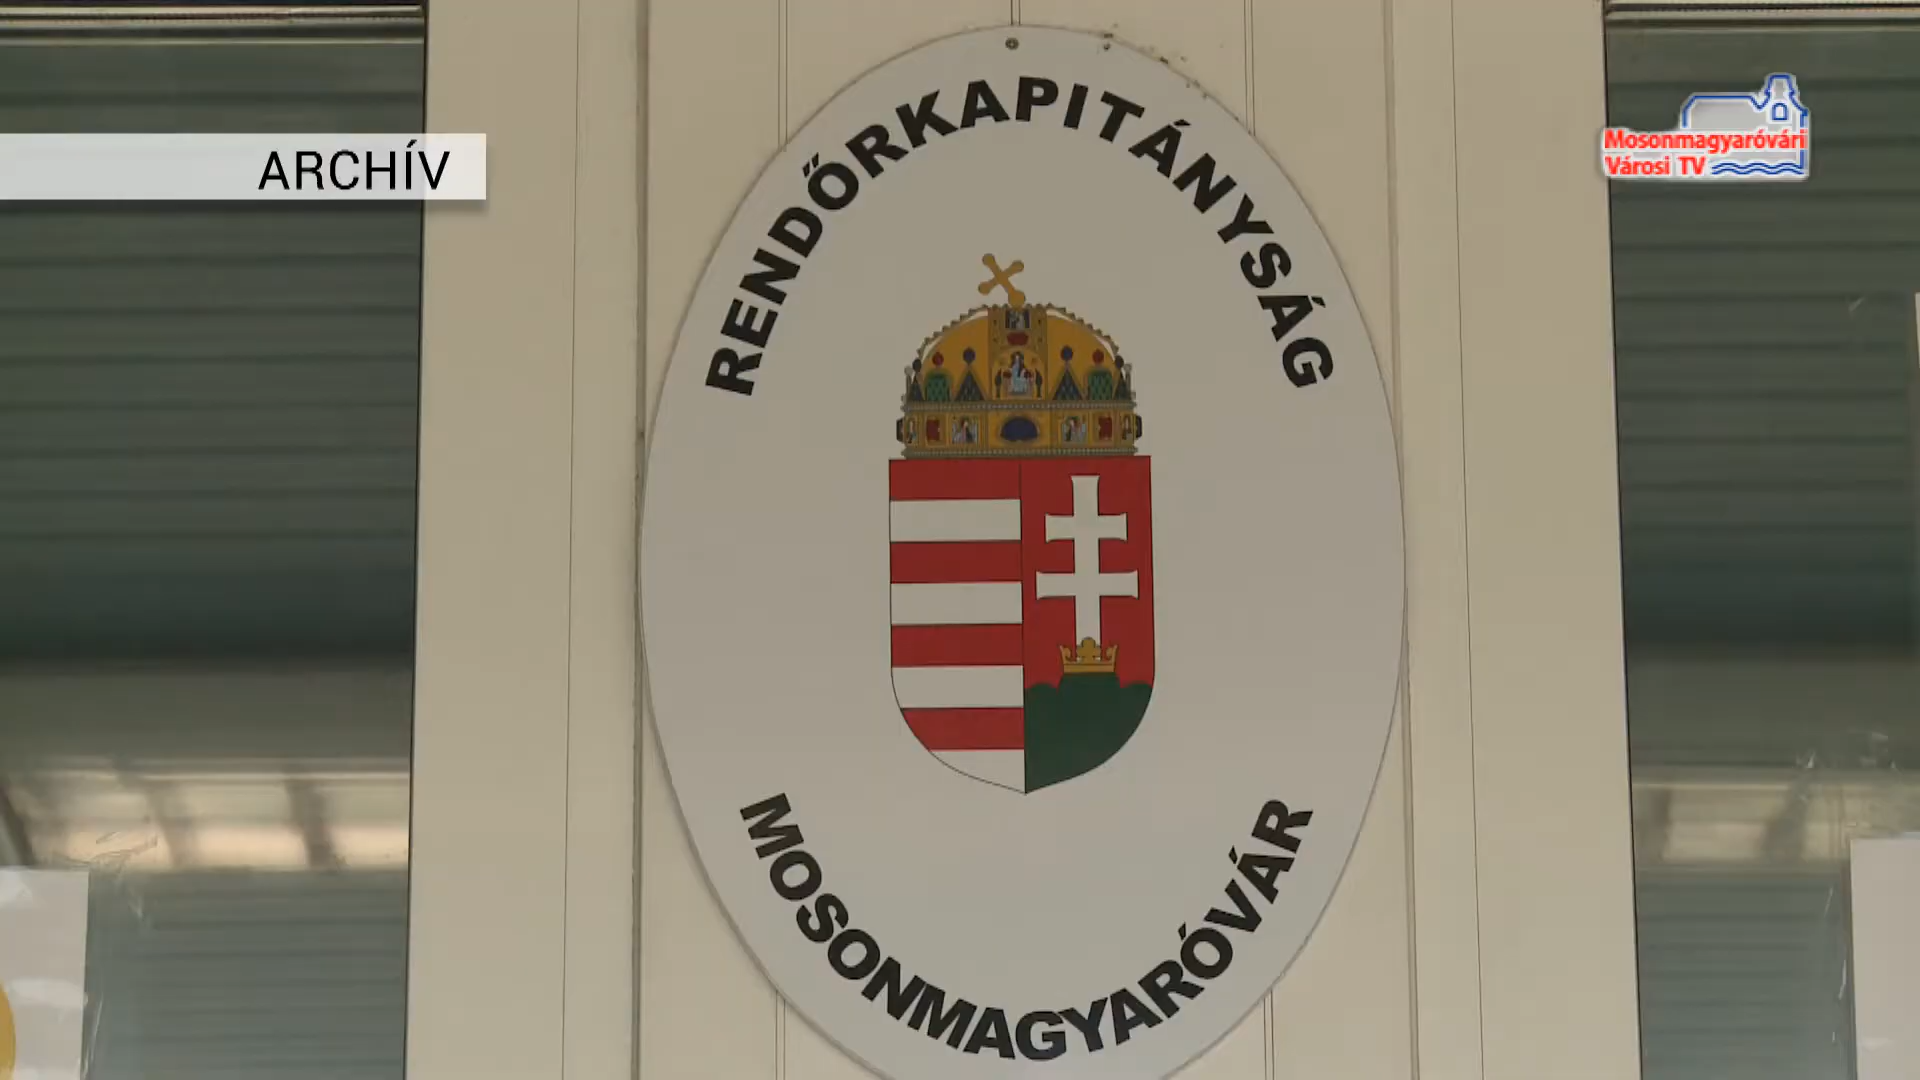 RENDŐRKAPITÁNYSÁG
ARCHÍV
Mosonmagyaróvári
Városi TV
MOSONMAGYARÓVÁR